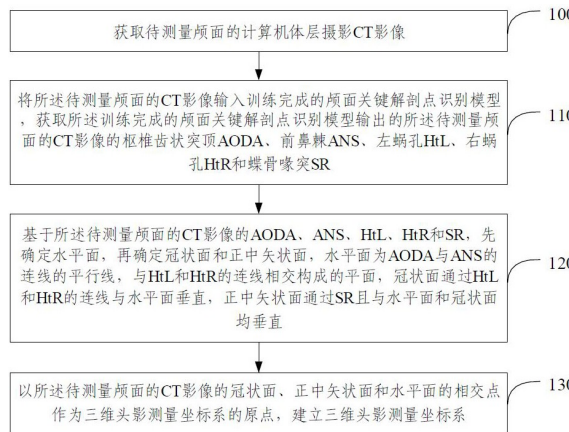 获取待测量颅面的计算机体层摄影CT影像
100
将所述待测量颅面的CT影像输入训练完成的颅面关键解剖点识别模型
，获取所述训练完成的颅面关键解剖点识别模型输出的所述待测量颅
面的CT影像的枢椎齿状突顶AODA、前鼻棘ANS、左蜗孔HtL、右蜗
孔HtR和蝶骨喙突SR
110
基于所述待测量颅面的CT影像的AODA、ANS、HtL、HtR和SR，先
确定水平面，再确定冠状面和正中矢状面，水平面为AODA与ANS的
连线的平行线，与HtL和HtR的连线相交构成的平面，冠状面通过HtL
和HtR的连线与水平面垂直，正中矢状面通过SR且与水平面和冠状面
均垂直
120
以所述待测量颅面的CT影像的冠状面、正中矢状面和水平面的相交点
作为三维头影测量坐标系的原点，建立三维头影测量坐标系
130